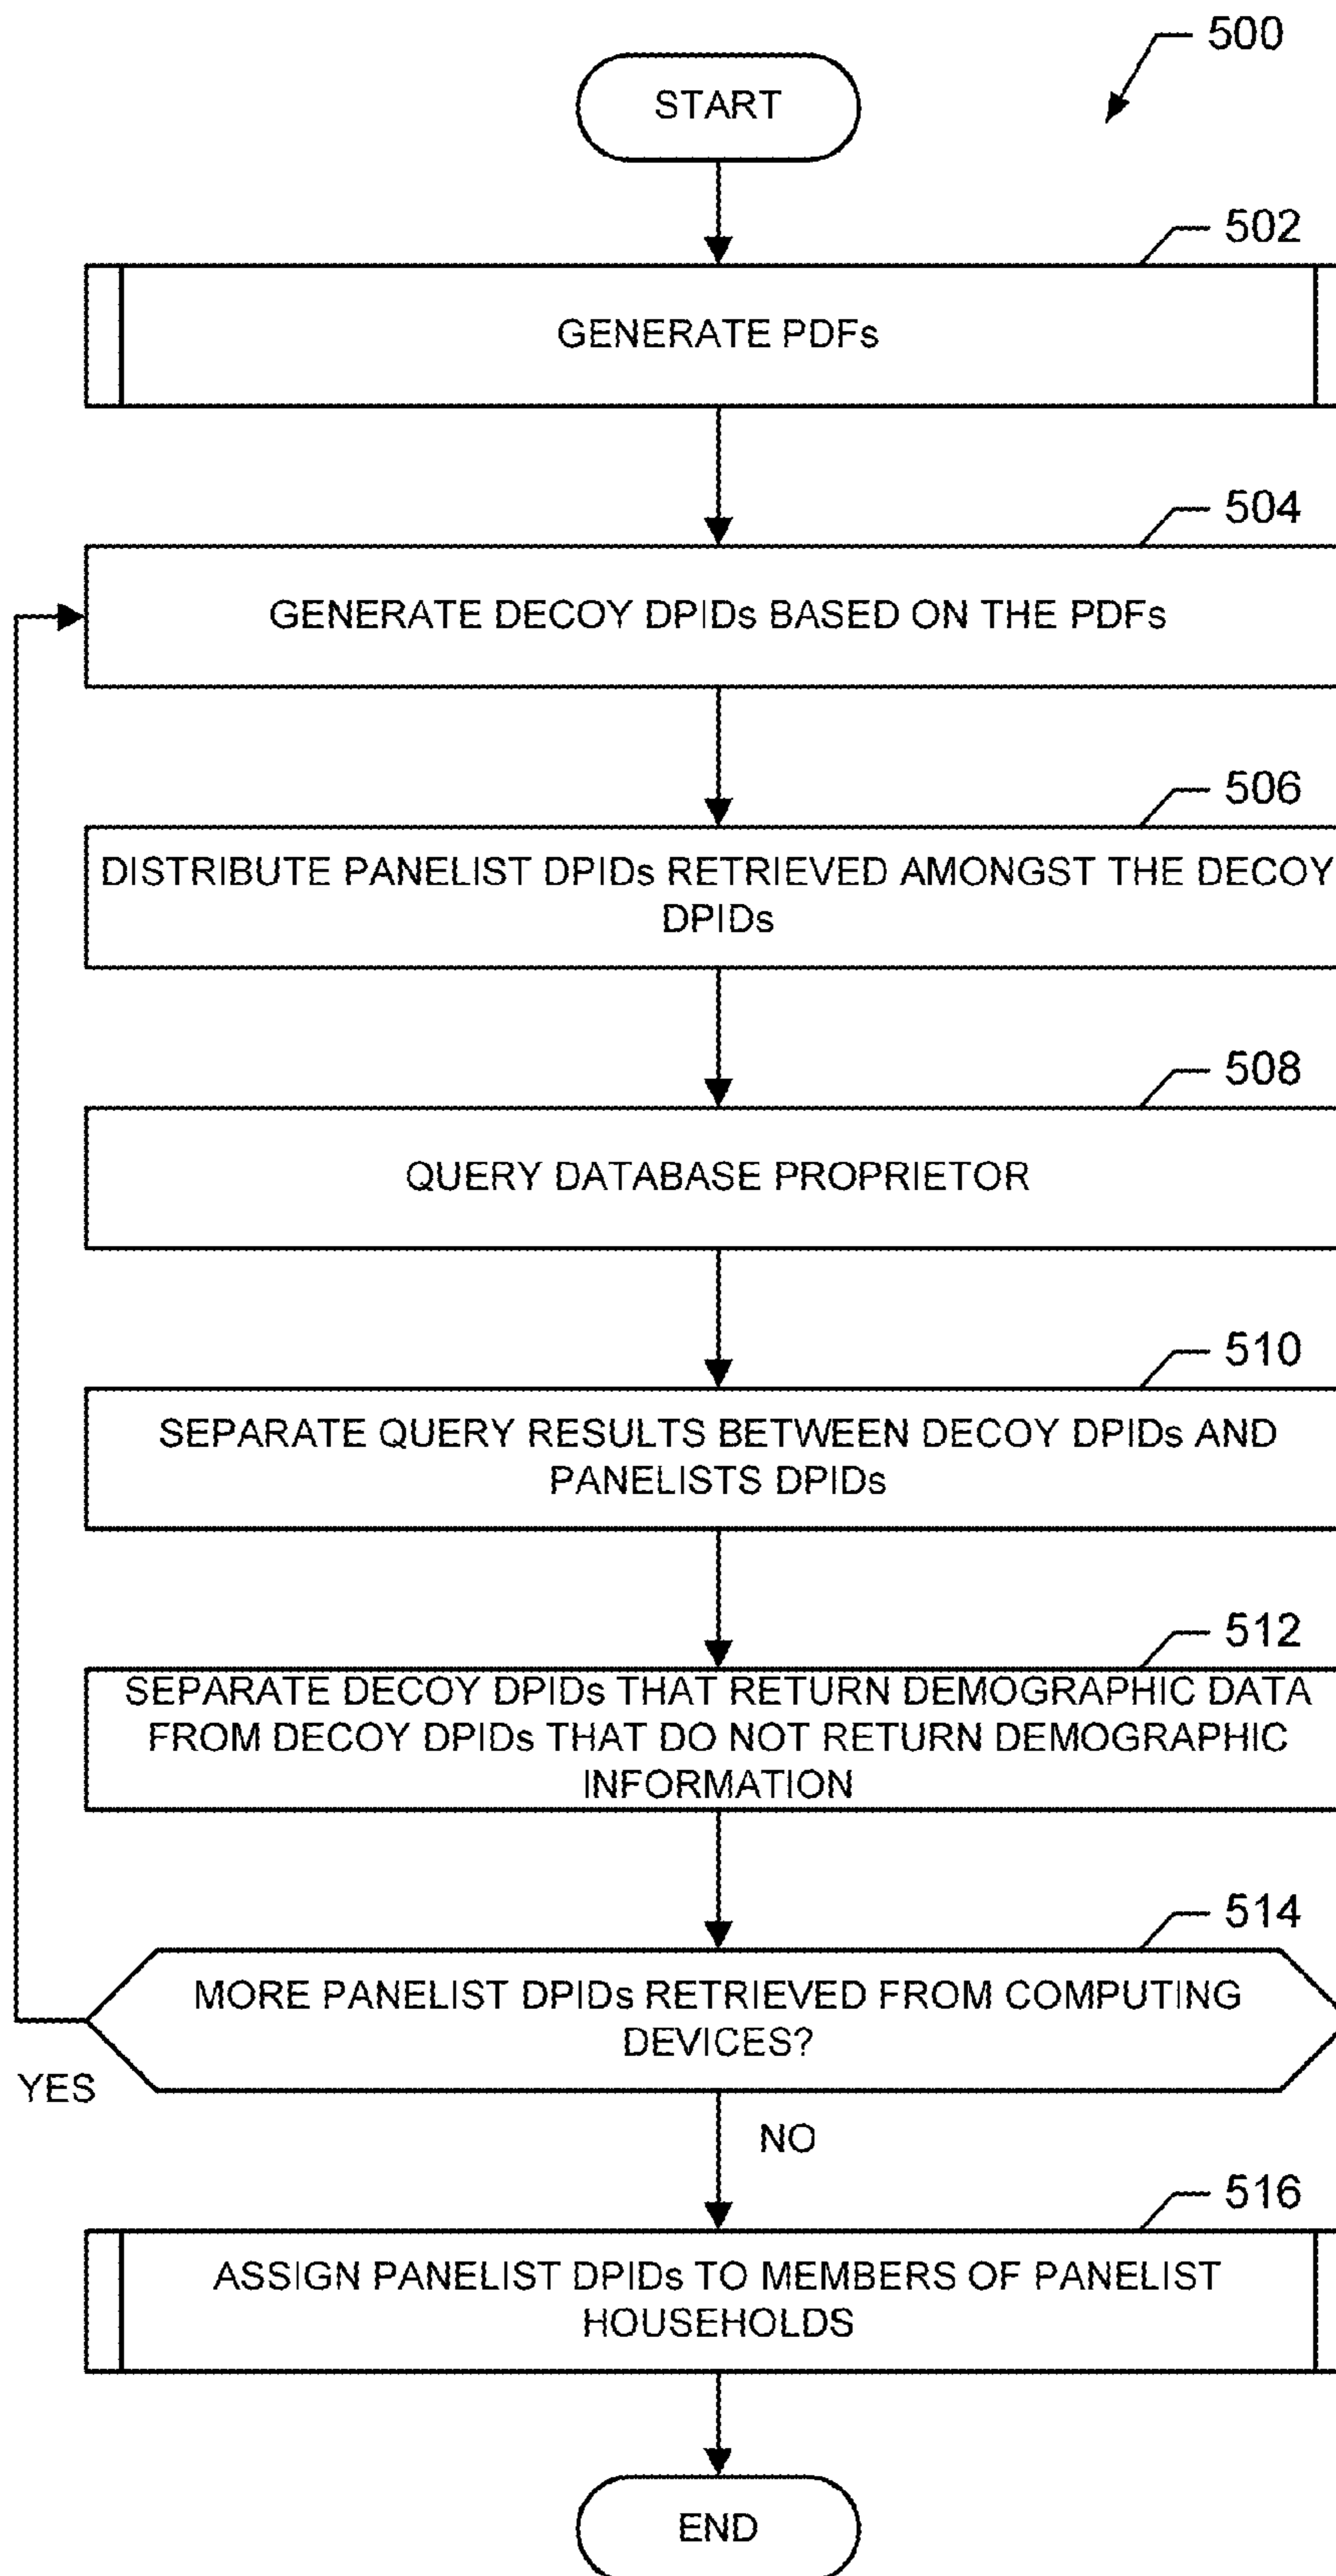 500
START
502
GENERATE PDFs
504
GENERATE DECOY DPIDs BASED ON THE PDFs
506
DISTRIBUTE PANELIST DPIDs RETRIEVED AMONGST THE DECOY
DPIDs
508
QUERY DATABASE PROPRIETOR
510
SEPARATE QUERY RESULTS BETWEEN DECOY DPIDs AND
PANELISTS DPIDs
512
SEPARATE DECOY DPIDs THAT RETURN DEMOGRAPHIC DATA
FROM DECOY DPIDs THAT DO NOT RETURN DEMOGRAPHIC
INFORMATION
514
MORE PANELIST DPIDs RETRIEVED FROM COMPUTING
DEVICES?
YES
NO
516
ASSIGN PANELIST DPIDs TO MEMBERS OF PANELIST
HOUSEHOLDS
END